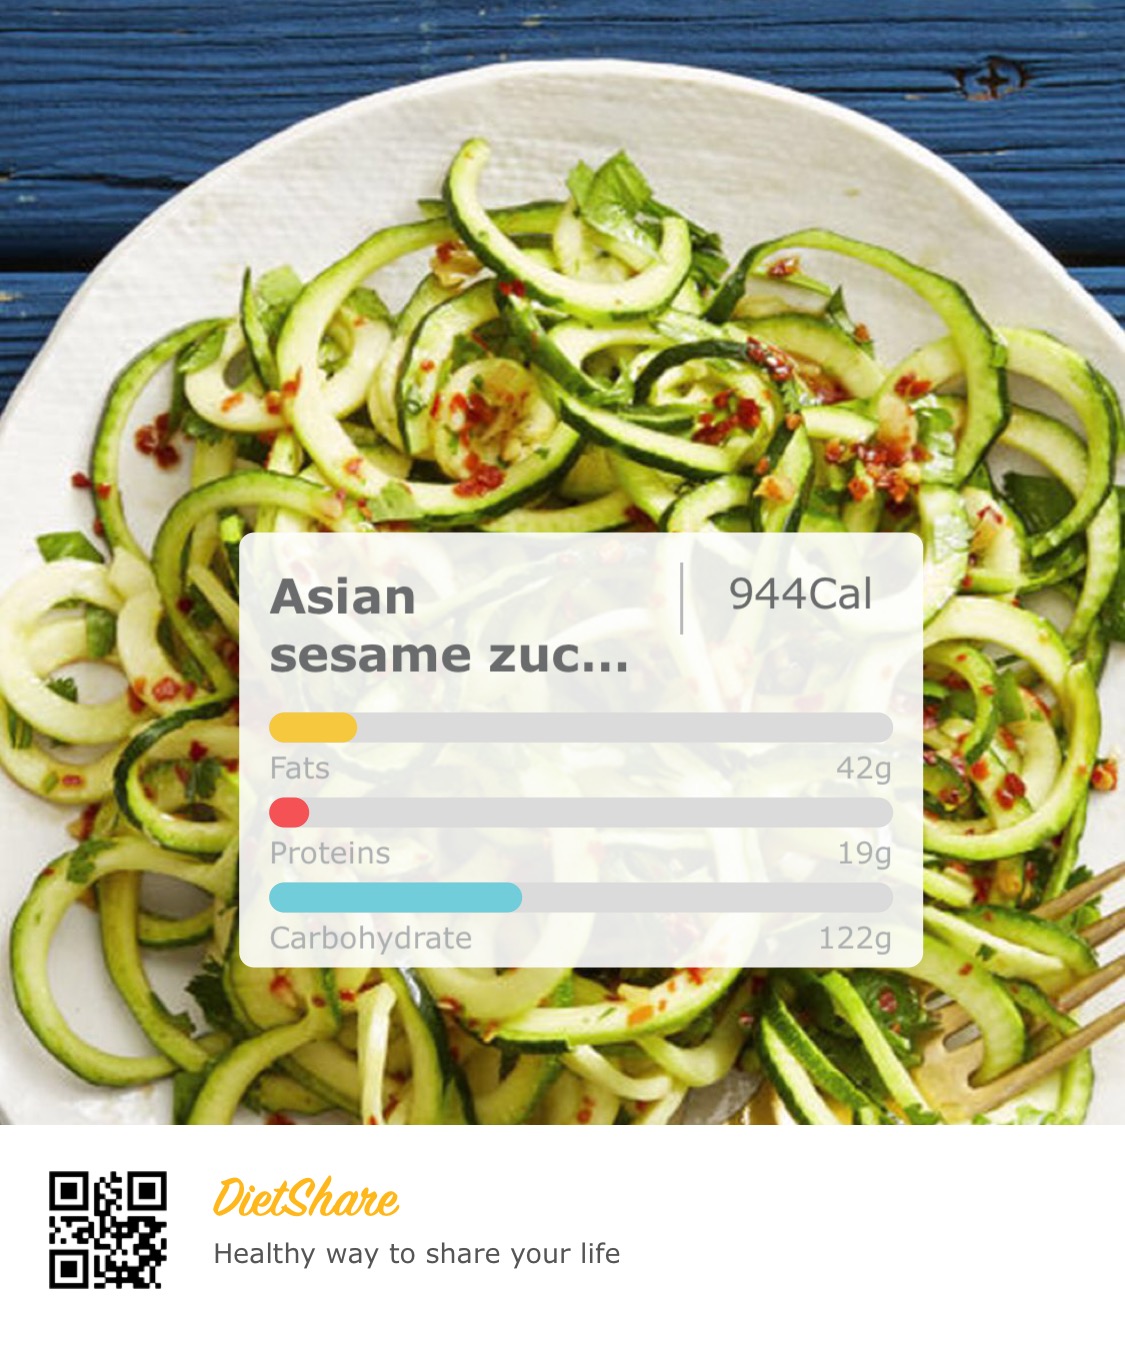 Asian
sesame zuc...
944Cal
Fats
42g
Proteins
19g
Carbohydrate
122g
DietShare
Healthy way to share your life